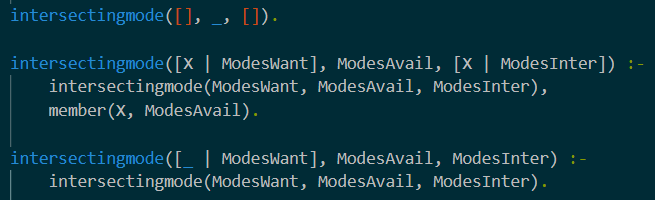 intersectingmode([], _, []).
intersectingmode([X | ModesWant], ModesAvail, [X | ModesInter]) :-
    intersectingmode(ModesWant, ModesAvail, ModesInter),
    member(X, ModesAvail).
intersectingmode([_ | ModesWant], ModesAvail, ModesInter) :-
    intersectingmode(ModesWant, ModesAvail, ModesInter).